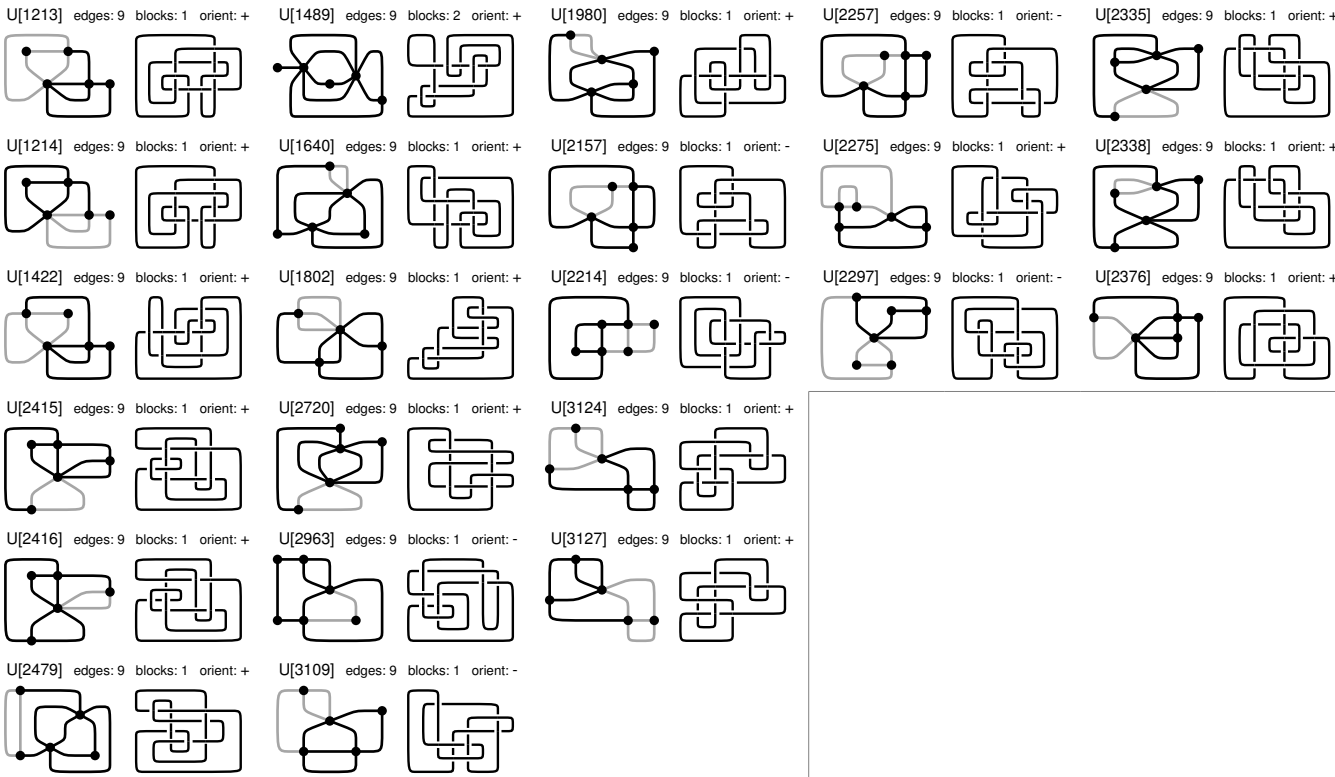 U[1213] edges: 9 blocks: 1 orient: + U[1489] edges: 9 blocks: 2 orient: + U[1980] edges: 9 blocks: 1 orient: + U[2257] edges: 9 blocks: 1 orient: - U[2335] edges: 9 blocks: 1 orient: +
U[1214] edges: 9 blocks: 1 orient: + U[1640] edges: 9 blocks: 1 orient: + U[2157] edges: 9 blocks: 1 orient: - U[2275] edges: 9 blocks: 1 orient: + U[2338] edges: 9 blocks: 1 orient: +
U[1422] edges: 9 blocks: 1 orient: + U[1802] edges: 9 blocks: 1 orient: + U[2214] edges: 9 blocks: 1 orient: - U[2297] edges: 9 blocks: 1 orient: - U[2376] edges: 9 blocks: 1 orient: +
U[2415] edges: 9 blocks: 1 orient: + U[2720] edges: 9 blocks: 1 orient: + U[3124] edges: 9 blocks: 1 orient: +
U[2416] edges: 9 blocks: 1 orient: + U[2963] edges: 9 blocks: 1 orient: - U[3127] edges: 9 blocks: 1 orient: +
U[2479] edges: 9 blocks: 1 orient: + U[3109] edges: 9 blocks: 1 orient: -